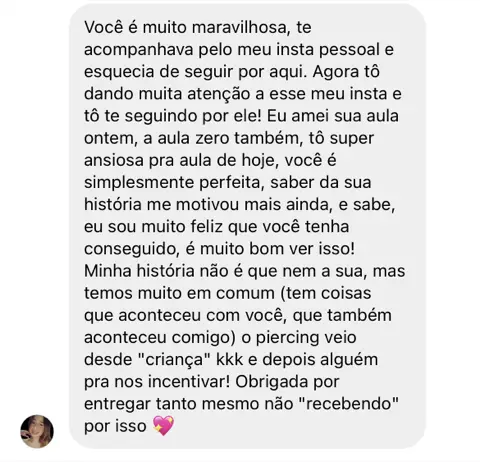 Você é muito maravilhosa, te
acompanhava pelo meu insta pessoal e
esquecia de seguir por aqui. Agora tô
dando muita atenção a esse meu insta e
tô te seguindo por ele! Eu amei sua aula
ontem, a aula zero também, tô super
ansiosa pra aula de hoje, você é
simplesmente perfeita, saber da sua
história me motivou mais ainda, e sabe,
eu sou muito feliz que você tenha
conseguido, é muito bom ver isso!
Minha história não é que nem a sua, mas
temos muito em comum (tem coisas
que aconteceu com você, que também
aconteceu comigo) o piercing veio
desde "criança" kkk e depois alguém
pra nos incentivar! Obrigada por
entregar tanto mesmo não "recebendo"
por isso 💖